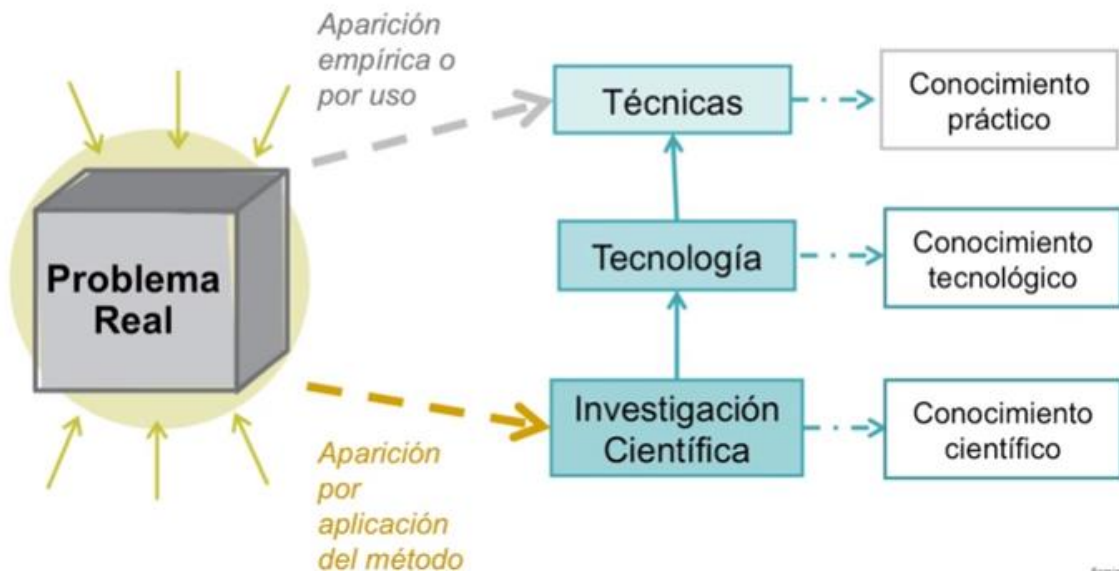 Aparición
empírica o
por uso
Técnicas
Conocimiento
práctico
Problema
Real
Tecnología
Conocimiento
tecnológico
Investigación
Científica
Conocimiento
científico
Aparición
por
aplicación
del método